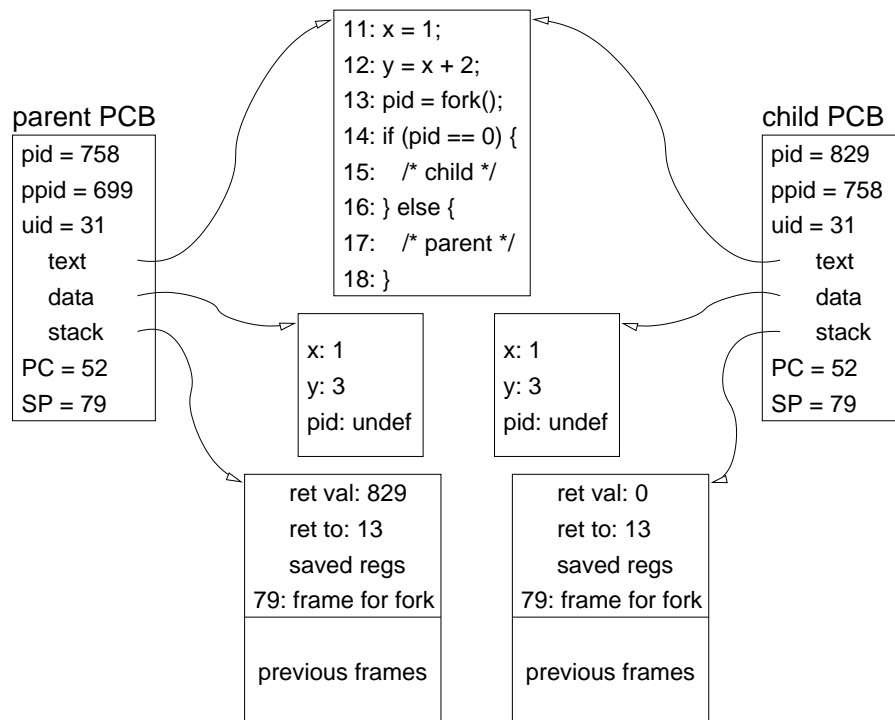 11: x = 1;
12: y = x + 2;
13: pid = fork();
14: if (pid == 0) {
15: /* child */
16: } else {
17: /* parent */
18: }
parent PCB
pid = 758
ppid = 699
uid = 31
text
data
stack
PC = 52
SP = 79
child PCB
pid = 829
ppid = 758
uid = 31
text
data
stack
PC = 52
SP = 79
x: 1
y: 3
pid: undef
x: 1
y: 3
pid: undef
ret val: 829
ret to: 13
saved regs
79: frame for fork
previous frames
ret val: 0
ret to: 13
saved regs
79: frame for fork
previous frames